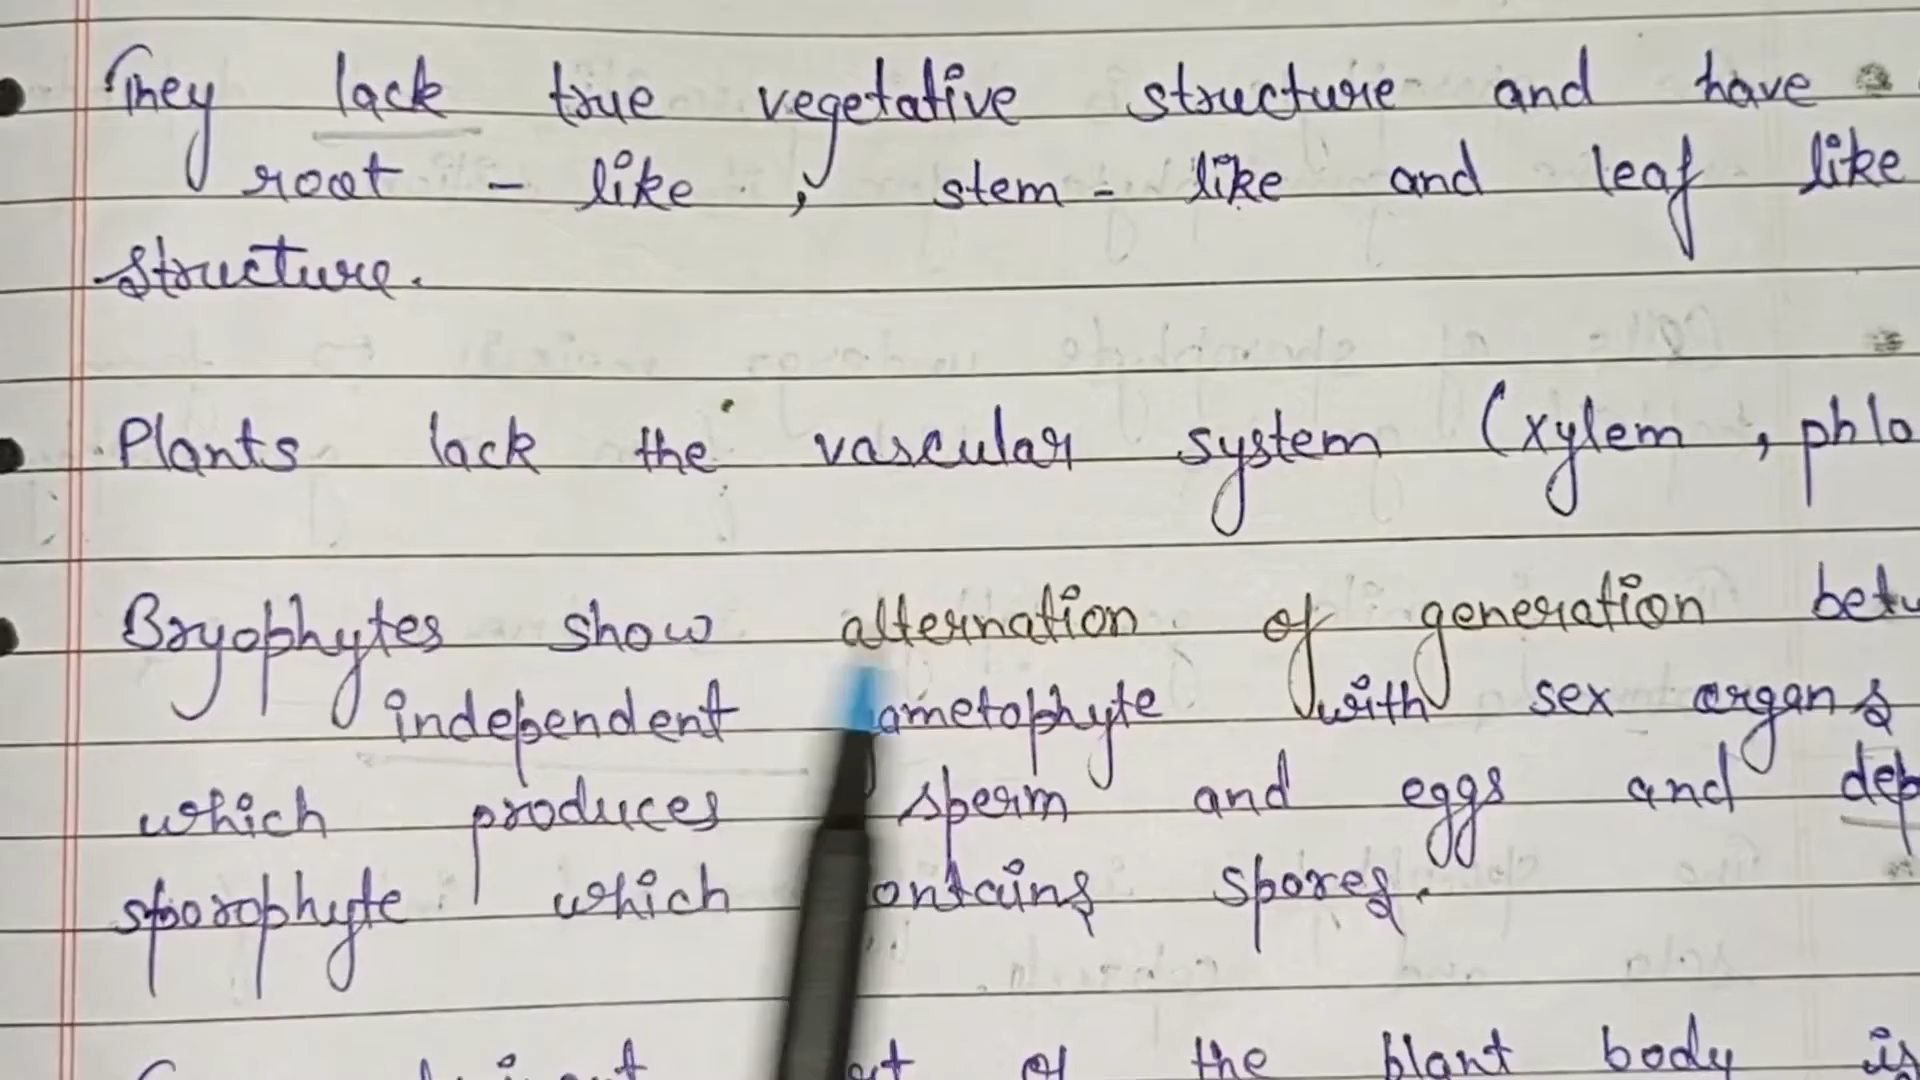 They lack true vegetative structure and have
root - like , stem - like and leaf like
structure.
Plants lack the vascular system (xylem , phlo
Bryophytes show alternation of generation betw
independent ametophyte with sex organs
which produces sperm and eggs and dep
sporophyte which ontains spores.
of the plant body is